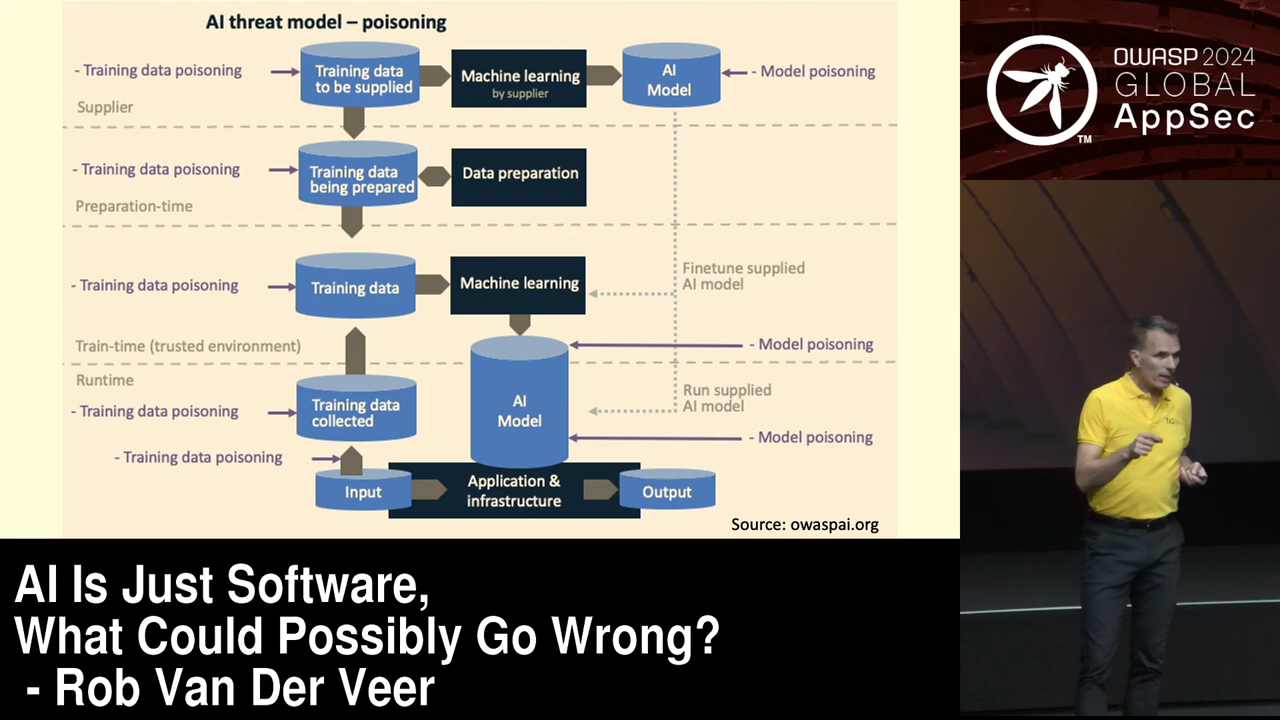 AI threat model – poisoning
- Training data poisoning
Training data
to be supplied
Machine learning
by supplier
AI
Model
- Model poisoning
Supplier
- Training data poisoning
Training data
being prepared
Data preparation
Preparation-time
- Training data poisoning
Training data
Machine learning
Finetune supplied
AI model
Train-time (trusted environment)
- Model poisoning
Runtime
- Training data poisoning
Training data
collected
AI
Model
Run supplied
AI model
- Model poisoning
- Training data poisoning
Input
Application &
infrastructure
Output
Source: owaspai.org
OWASP 2024
GLOBAL
AppSec
TM
AI Is Just Software,
What Could Possibly Go Wrong?
- Rob Van Der Veer